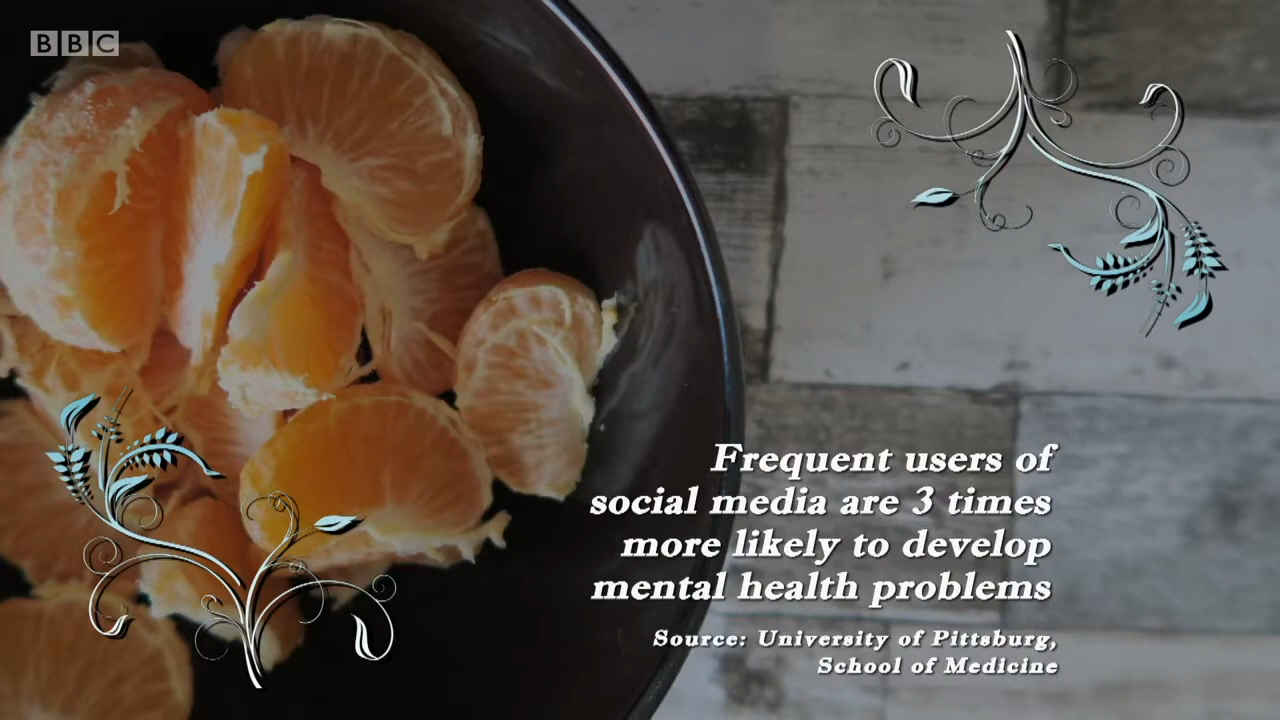 BBC
Frequent users of
social media are 3 times
more likely to develop
mental health problems
Source: University of Pittsburg,
School of Medicine